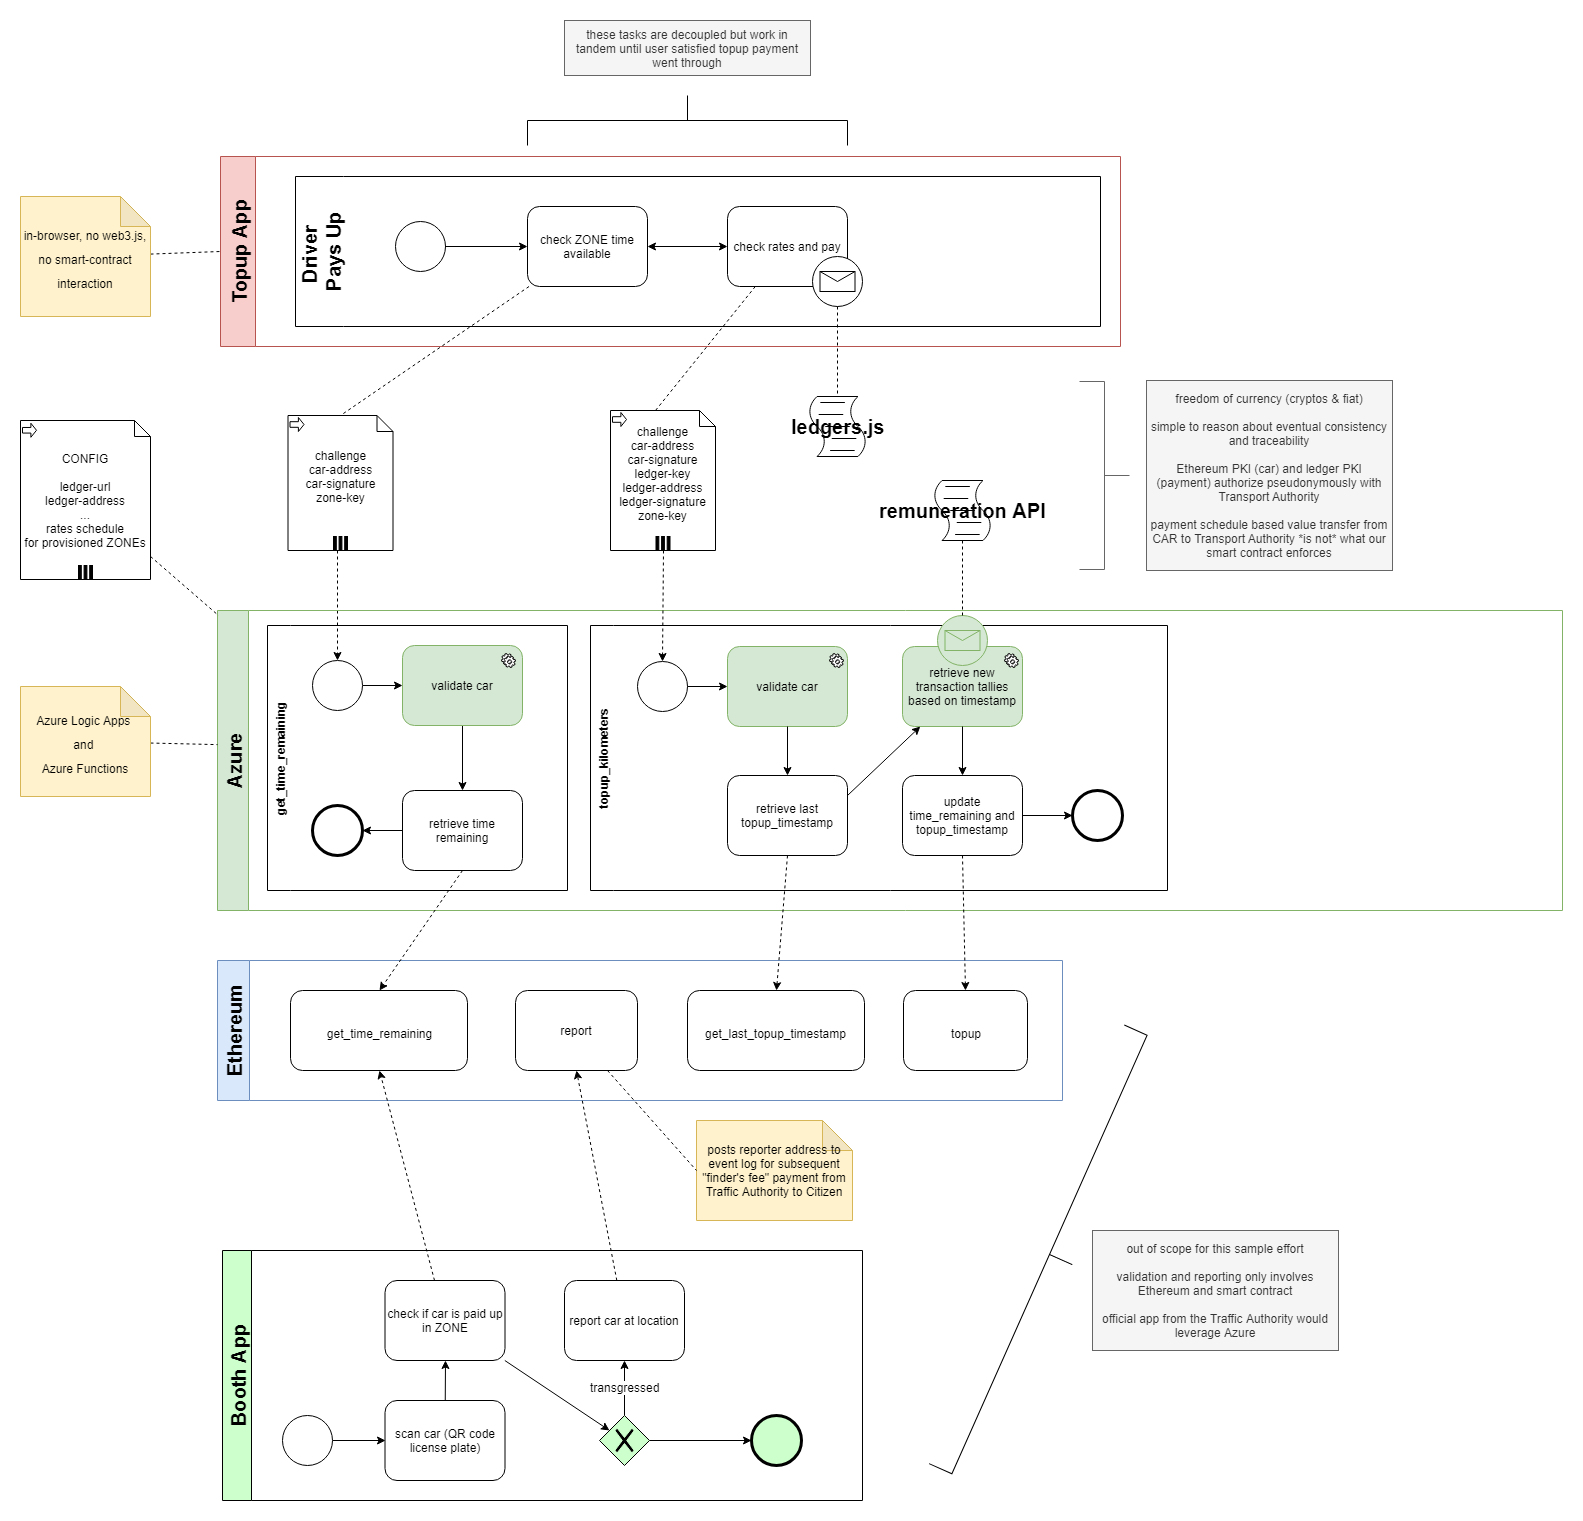 these tasks are decoupled but work in
tandem until user satisfied topup payment
went through
Topup App
Driver
Pays Up
check ZONE time
available
check rates and pay
in-browser, no web3.js,
no smart-contract
interaction
CONFIG
ledger-url
ledger-address
...
rates schedule
for provisioned ZONEs
challenge
car-address
car-signature
zone-key
challenge
car-address
car-signature
ledger-key
ledger-address
ledger-signature
zone-key
ledgers.js
remuneration API
freedom of currency (cryptos & fiat)
simple to reason about eventual consistency
and traceability
Ethereum PKI (car) and ledger PKI
(payment) authorize pseudonymously with
Transport Authority
payment schedule based value transfer from
CAR to Transport Authority *is not* what our
smart contract enforces
Azure Logic Apps
and
Azure Functions
Azure
get_time_remaining
validate car
retrieve time
remaining
topup_kilometers
validate car
retrieve last
topup_timestamp
retrieve new
transaction tallies
based on timestamp
update
time_remaining and
topup_timestamp
Ethereum
get_time_remaining
report
get_last_topup_timestamp
topup
posts reporter address to
event log for subsequent
"finder's fee" payment from
Traffic Authority to Citizen
Booth App
check if car is paid up
in ZONE
report car at location
transgressed
scan car (QR code
license plate)
out of scope for this sample effort
validation and reporting only involves
Ethereum and smart contract
official app from the Traffic Authority would
leverage Azure